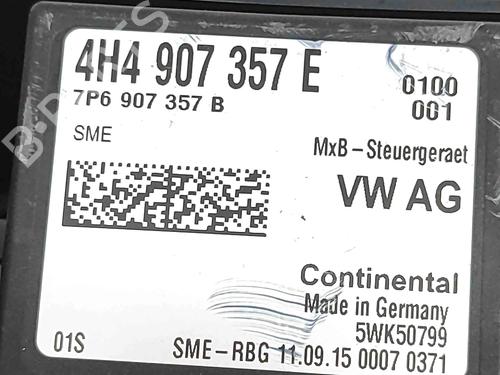 4H4 907 357 E
0100
7P6 907 357 B
001
SME
MxB-Steuergeraet
VW AG
Continental
Made in Germany
5WK50799
01S
SME-RBG 11.09.15 0007 0371